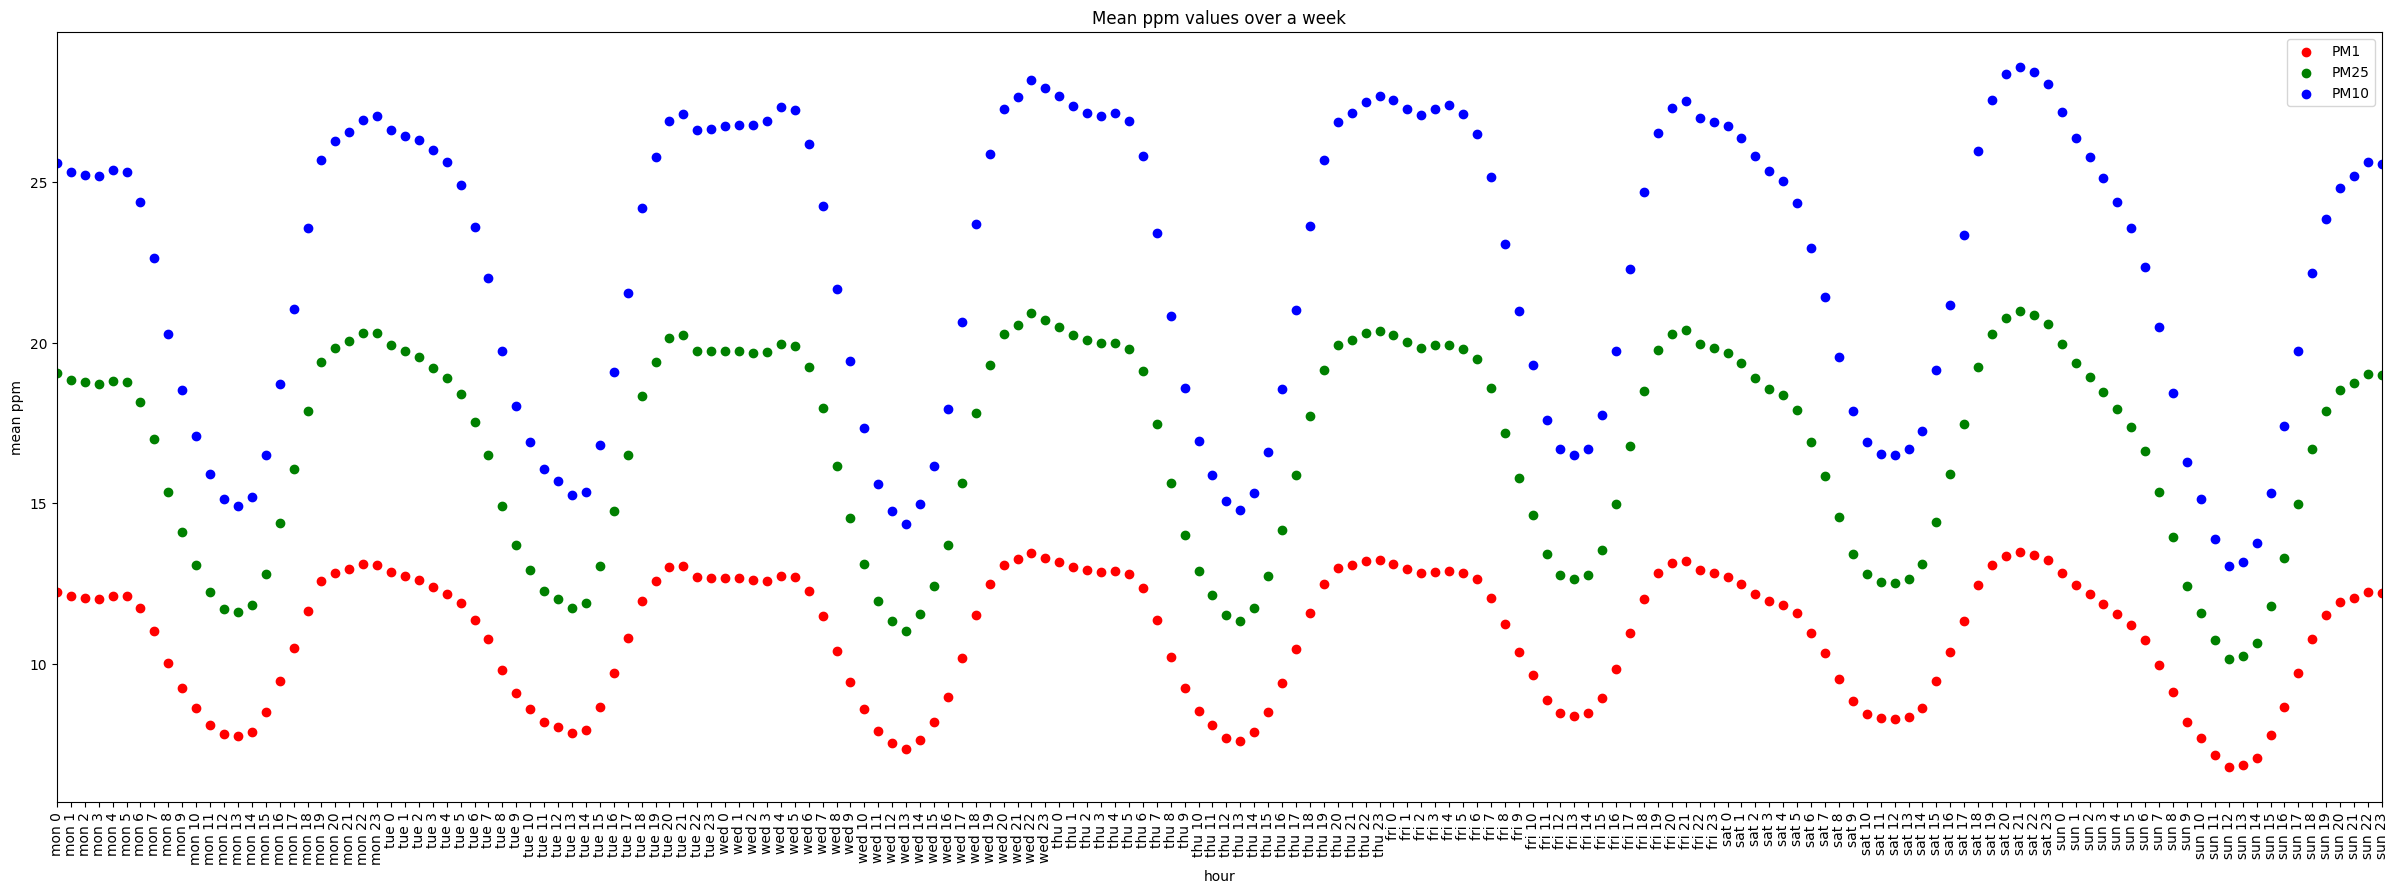 Mean ppm values over a week
PM1
PM25
PM10
mean ppm
25
20
15
10
mon 0
mon 1
mon 2
mon 3
mon 4
mon 5
mon 6
mon 7
mon 8
mon 9
mon 10
mon 11
mon 12
mon 13
mon 14
mon 15
mon 16
mon 17
mon 18
mon 19
mon 20
mon 21
mon 22
mon 23
tue 0
tue 1
tue 2
tue 3
tue 4
tue 5
tue 6
tue 7
tue 8
tue 9
tue 10
tue 11
tue 12
tue 13
tue 14
tue 15
tue 16
tue 17
tue 18
tue 19
tue 20
tue 21
tue 22
tue 23
wed 0
wed 1
wed 2
wed 3
wed 4
wed 5
wed 6
wed 7
wed 8
wed 9
wed 10
wed 11
wed 12
wed 13
wed 14
wed 15
wed 16
wed 17
wed 18
wed 19
wed 20
wed 21
wed 22
wed 23
thu 0
thu 1
thu 2
thu 3
thu 4
thu 5
thu 6
thu 7
thu 8
thu 9
thu 10
thu 11
thu 12
thu 13
thu 14
thu 15
thu 16
thu 17
thu 18
thu 19
thu 20
thu 21
thu 22
thu 23
fri 0
fri 1
fri 2
fri 3
fri 4
fri 5
fri 6
fri 7
fri 8
fri 9
fri 10
fri 11
fri 12
fri 13
fri 14
fri 15
fri 16
fri 17
fri 18
fri 19
fri 20
fri 21
fri 22
fri 23
sat 0
sat 1
sat 2
sat 3
sat 4
sat 5
sat 6
sat 7
sat 8
sat 9
sat 10
sat 11
sat 12
sat 13
sat 14
sat 15
sat 16
sat 17
sat 18
sat 19
sat 20
sat 21
sat 22
sat 23
sun 0
sun 1
sun 2
sun 3
sun 4
sun 5
sun 6
sun 7
sun 8
sun 9
sun 10
sun 11
sun 12
sun 13
sun 14
sun 15
sun 16
sun 17
sun 18
sun 19
sun 20
sun 21
sun 22
sun 23
hour